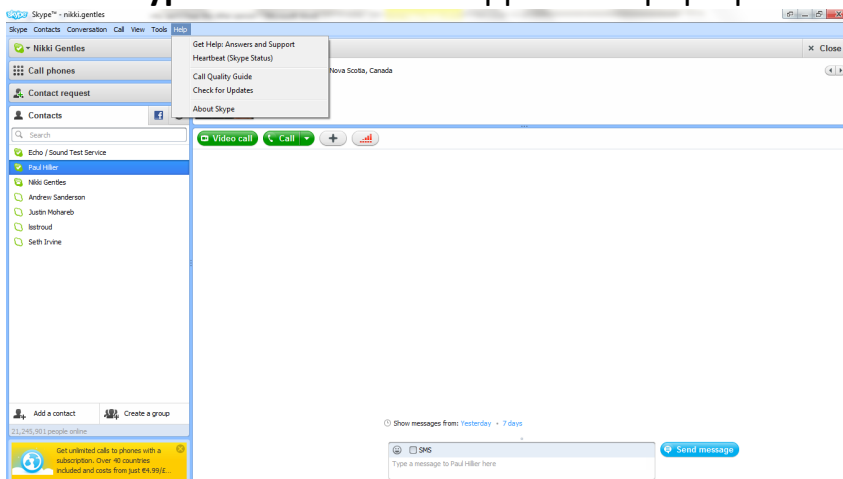 Skype™ - nikki.gentles
Skype Contacts Conversation Call View Tools Help
Nikki Gentles
Close
Get Help: Answers and Support
Heartbeat (Skype Status)
Call Quality Guide
Check for Updates
About Skype
Call phones
Nova Scotia, Canada
Contact request
Contacts
Search
Video call
Call
Echo / Sound Test Service
Paul Hillier
Nikki Gentles
Andrew Sanderson
Justin Mohareb
lsstroud
Seth Irvine
Add a contact
Create a group
21,245,901 people online
Show messages from: Yesterday • 7 days
Get unlimited calls to phones with a
subscription. Over 40 countries
included and costs from just €4.99/£...
SMS
Send message
Type a message to Paul Hillier here